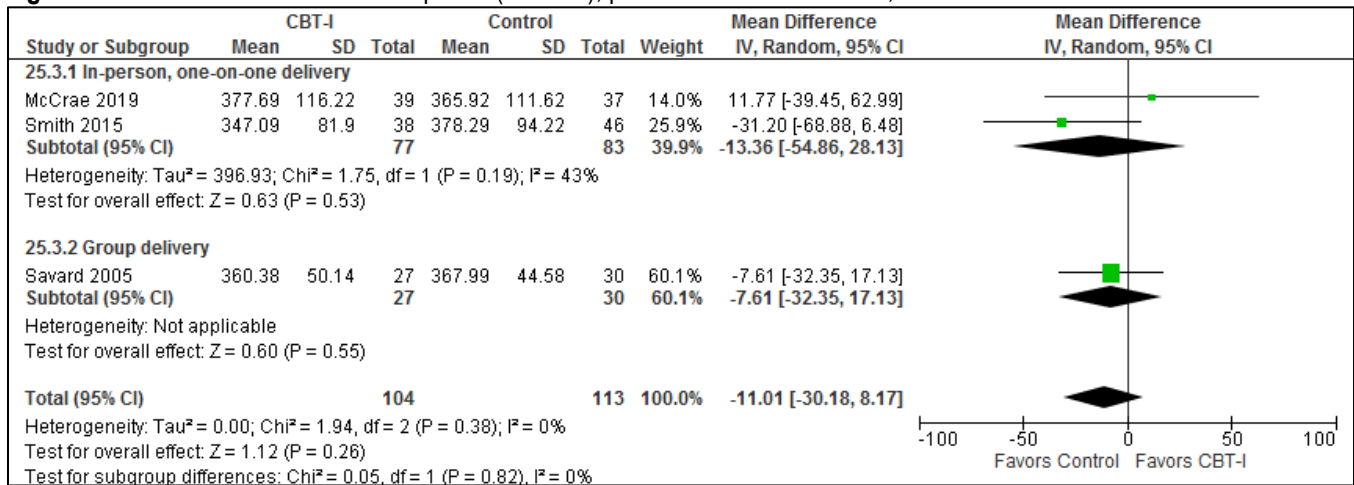 CBT-I Control Mean Difference Mean Difference
Study or Subgroup Mean SD Total Mean SD Total Weight IV, Random, 95% CI IV, Random, 95% CI
25.3.1 In-person, one-on-one delivery
McCrae 2019 377.69 116.22 39 365.92 111.62 37 14.0% 11.77 [-39.45, 62.99]
Smith 2015 347.09 81.9 38 378.29 94.22 46 25.9% -31.20 [-68.88, 6.48]
Subtotal (95% CI) 77 83 39.9% -13.36 [-54.86, 28.13]
Heterogeneity: Tau² = 396.93; Chi² = 1.75, df = 1 (P = 0.19); I² = 43%
Test for overall effect: Z = 0.63 (P = 0.53)
25.3.2 Group delivery
Savard 2005 360.38 50.14 27 367.99 44.58 30 60.1% -7.61 [-32.35, 17.13]
Subtotal (95% CI) 27 30 60.1% -7.61 [-32.35, 17.13]
Heterogeneity: Not applicable
Test for overall effect: Z = 0.60 (P = 0.55)
Total (95% CI) 104 113 100.0% -11.01 [-30.18, 8.17]
Heterogeneity: Tau² = 0.00; Chi² = 1.94, df = 2 (P = 0.38); I² = 0%
Test for overall effect: Z = 1.12 (P = 0.26)
Test for subgroup differences: Chi² = 0.05, df = 1 (P = 0.82), I² = 0%
-100 -50 0 50 100
Favors Control Favors CBT-I